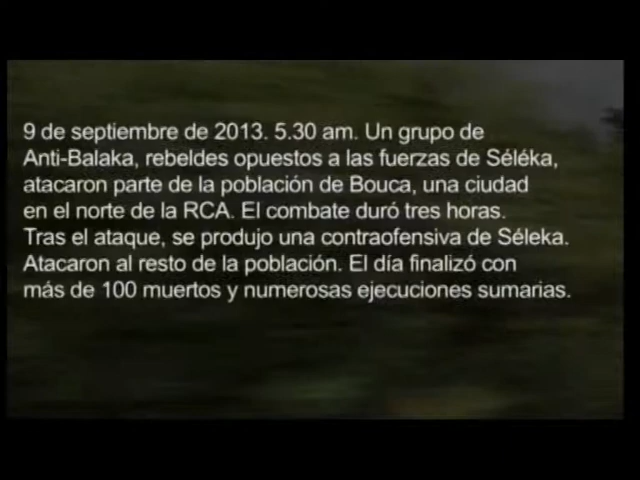 9 de septiembre de 2013. 5.30 am. Un grupo de
Anti-Balaka, rebeldes opuestos a las fuerzas de Séléka,
atacaron parte de la población de Bouca, una ciudad
en el norte de la RCA. El combate duró tres horas.
Tras el ataque, se produjo una contraofensiva de Séleka.
Atacaron al resto de la población. El día finalizó con
más de 100 muertos y numerosas ejecuciones sumarias.